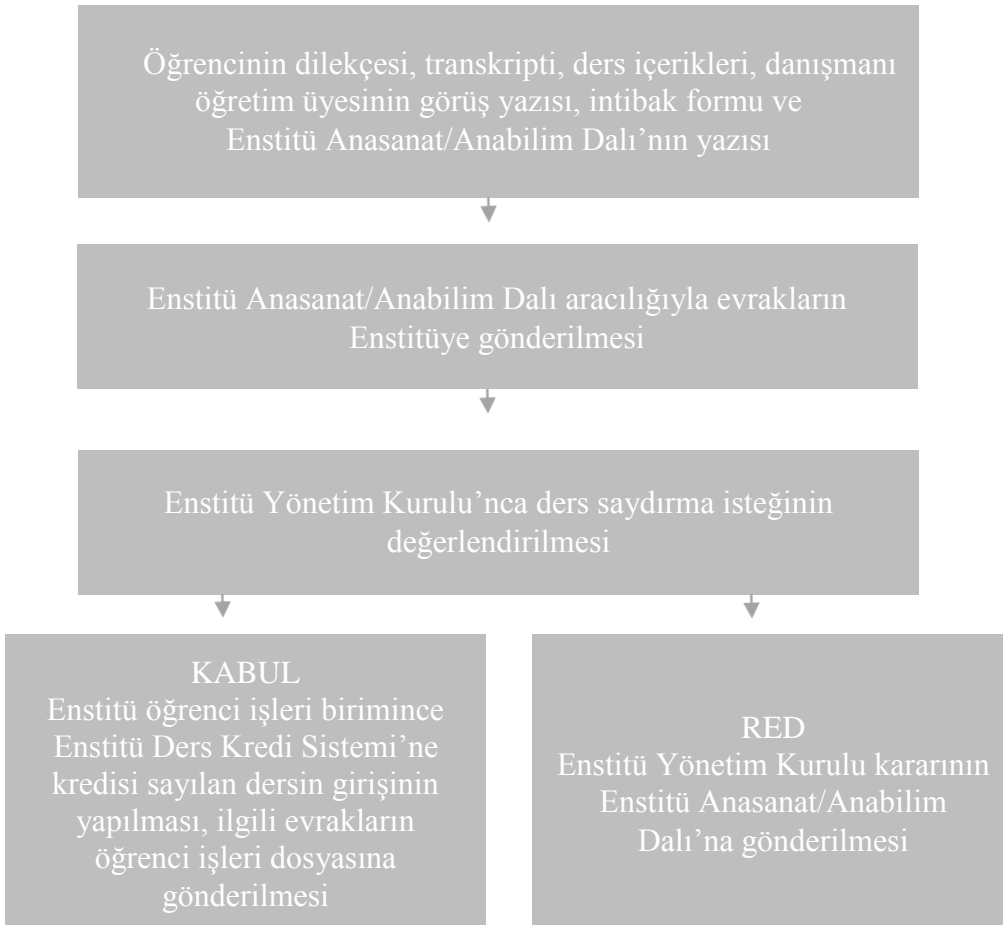 Öğrencinin dilekçesi, transkripti, ders içerikleri, danışmanı
öğretim üyesinin görüş yazısı, intibak formu ve
Enstitü Anasanat/Anabilim Dalı’nın yazısı
Enstitü Anasanat/Anabilim Dalı aracılığıyla evrakların
Enstitüye gönderilmesi
Enstitü Yönetim Kurulu’nca ders saydırma isteğinin
değerlendirilmesi
KABUL
Enstitü öğrenci işleri birimince
Enstitü Ders Kredi Sistemi’ne
kredisi sayılan dersin girişinin
yapılması, ilgili evrakların
öğrenci işleri dosyasına
gönderilmesi
RED
Enstitü Yönetim Kurulu kararının
Enstitü Anasanat/Anabilim
Dalı’na gönderilmesi